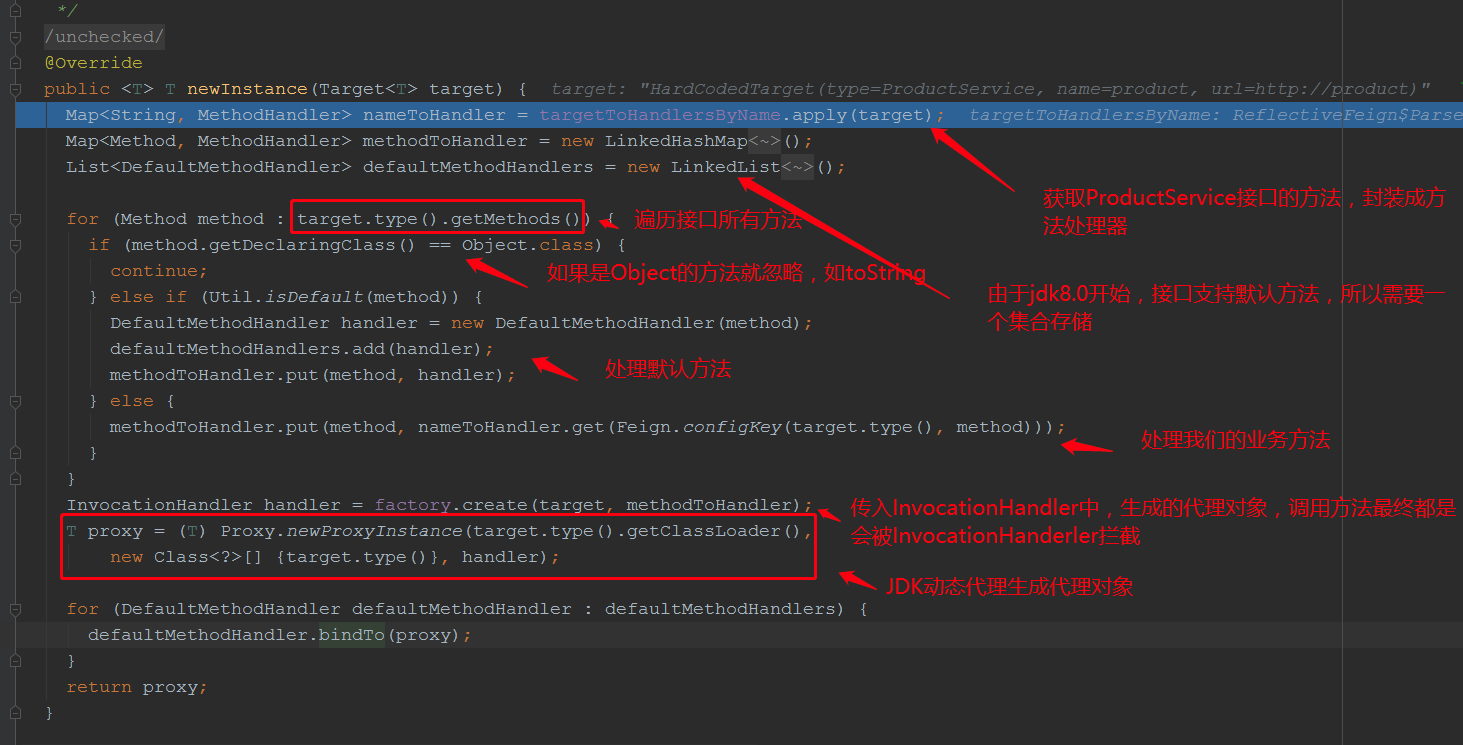 */
/unchecked/
@Override
public <T> T newInstance(Target<T> target) { target: "HardCodedTarget(type=ProductService, name=product, url=http://product)"
Map<String, MethodHandler> nameToHandler = targetToHandlersByName.apply(target); targetToHandlersByName: ReflectiveFeign$Parse
Map<Method, MethodHandler> methodToHandler = new LinkedHashMap<~>();
List<DefaultMethodHandler> defaultMethodHandlers = new LinkedList<~>();
获取ProductService接口的方法，封装成方
法处理器
for (Method method : target.type().getMethods()) { 遍历接口所有方法
if (method.getDeclaringClass() == Object.class) {
continue; 如果是Object的方法就忽略，如toString
由于jdk8.0开始，接口支持默认方法，所以需要一
个集合存储
} else if (Util.isDefault(method)) {
DefaultMethodHandler handler = new DefaultMethodHandler(method);
defaultMethodHandlers.add(handler);
methodToHandler.put(method, handler); 处理默认方法
} else {
methodToHandler.put(method, nameToHandler.get(Feign.configKey(target.type(), method))); 处理我们的业务方法
}
}
InvocationHandler handler = factory.create(target, methodToHandler); 传入InvocationHandler中，生成的代理对象，调用方法最终都是
会被InvocationHanderler拦截
T proxy = (T) Proxy.newProxyInstance(target.type().getClassLoader(),
new Class<?>[] {target.type()}, handler);
JDK动态代理生成代理对象
for (DefaultMethodHandler defaultMethodHandler : defaultMethodHandlers) {
defaultMethodHandler.bindTo(proxy);
}
return proxy;
}